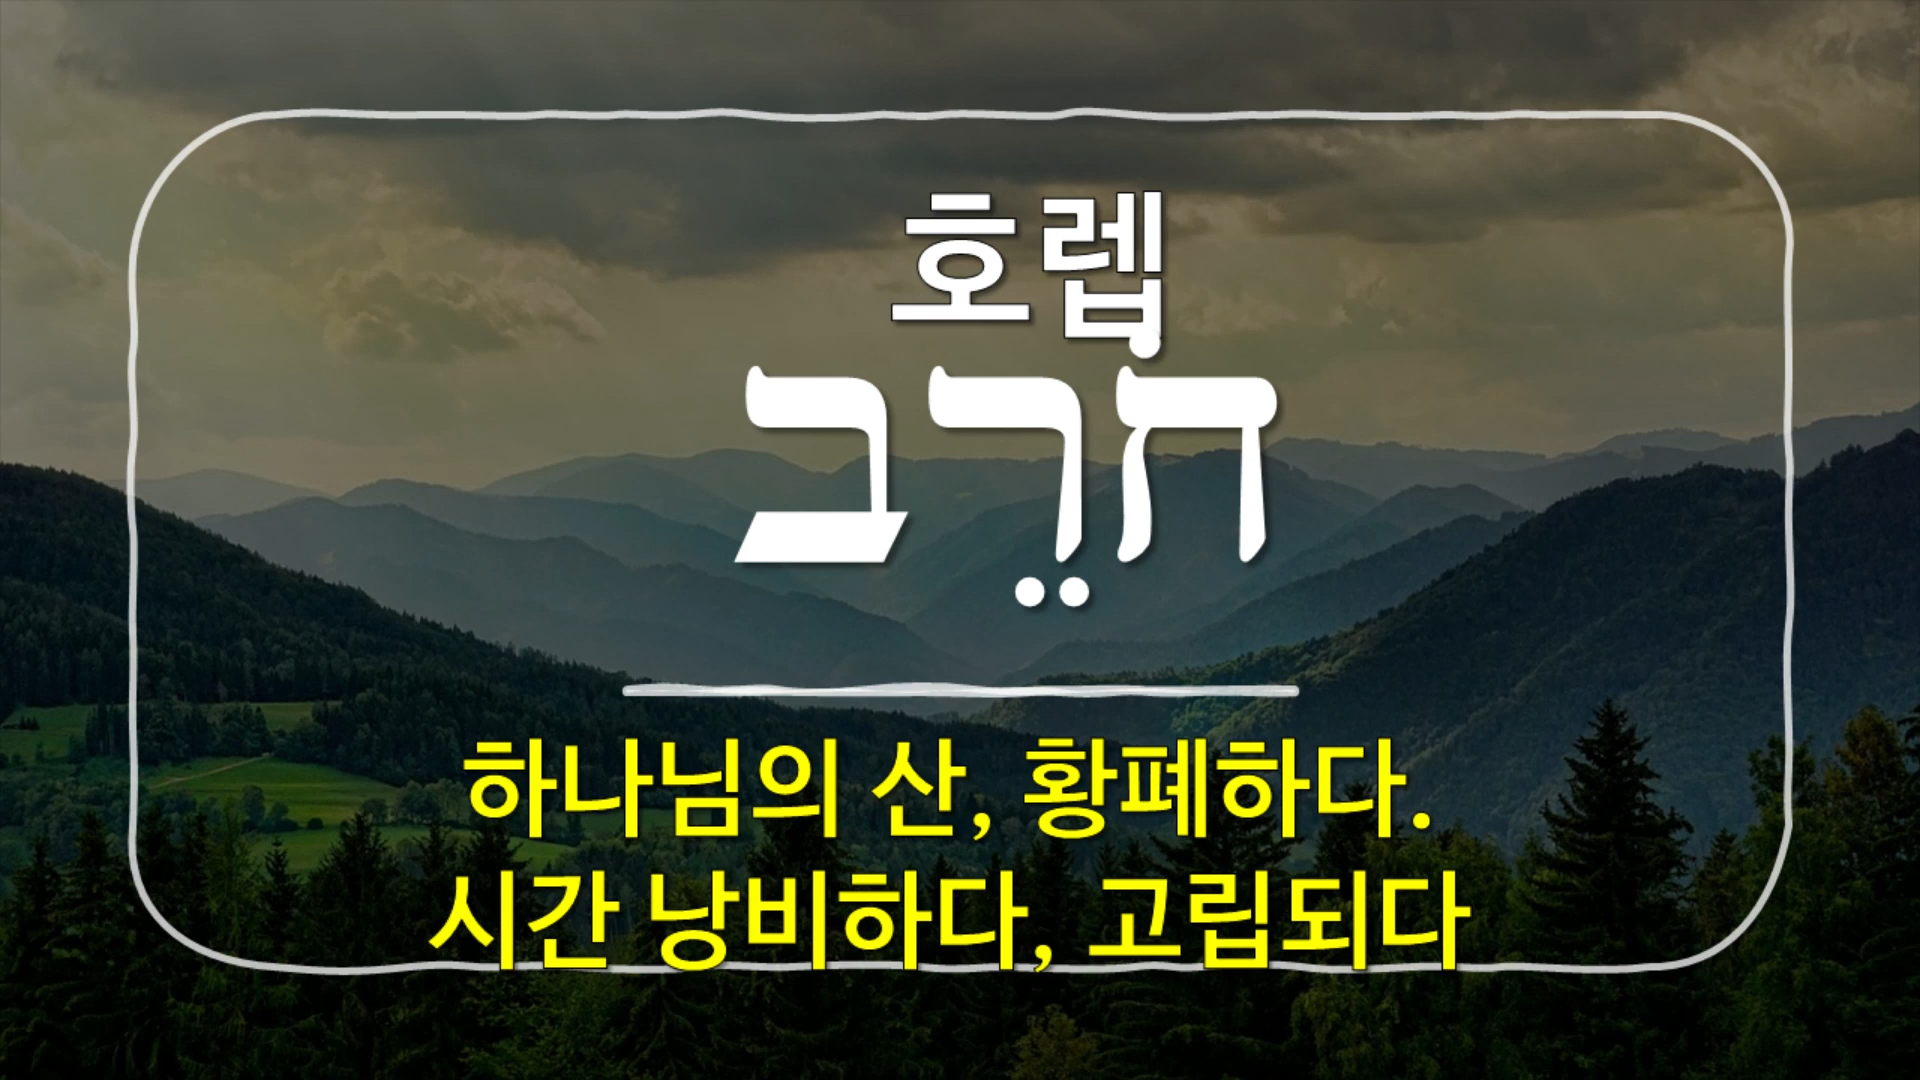 호렙
חֹרֵב
하나님의 산, 황폐하다.
시간 낭비하다, 고립되다